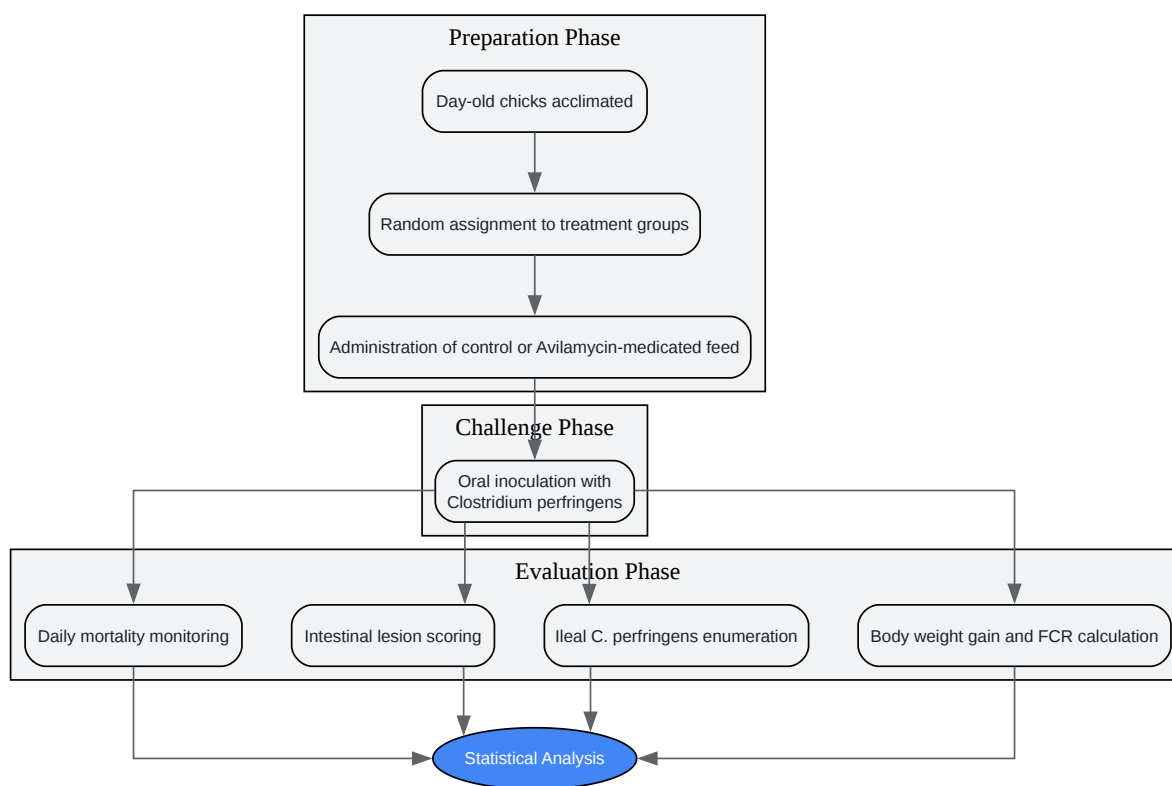 Preparation Phase
Day-old chicks acclimated
Random assignment to treatment groups
Administration of control or Avilamycin-medicated feed
Challenge Phase
Oral inoculation with
Clostridium perfringens
Evaluation Phase
Daily mortality monitoring
Intestinal lesion scoring
Ileal C. perfringens enumeration
Body weight gain and FCR calculation
Statistical Analysis